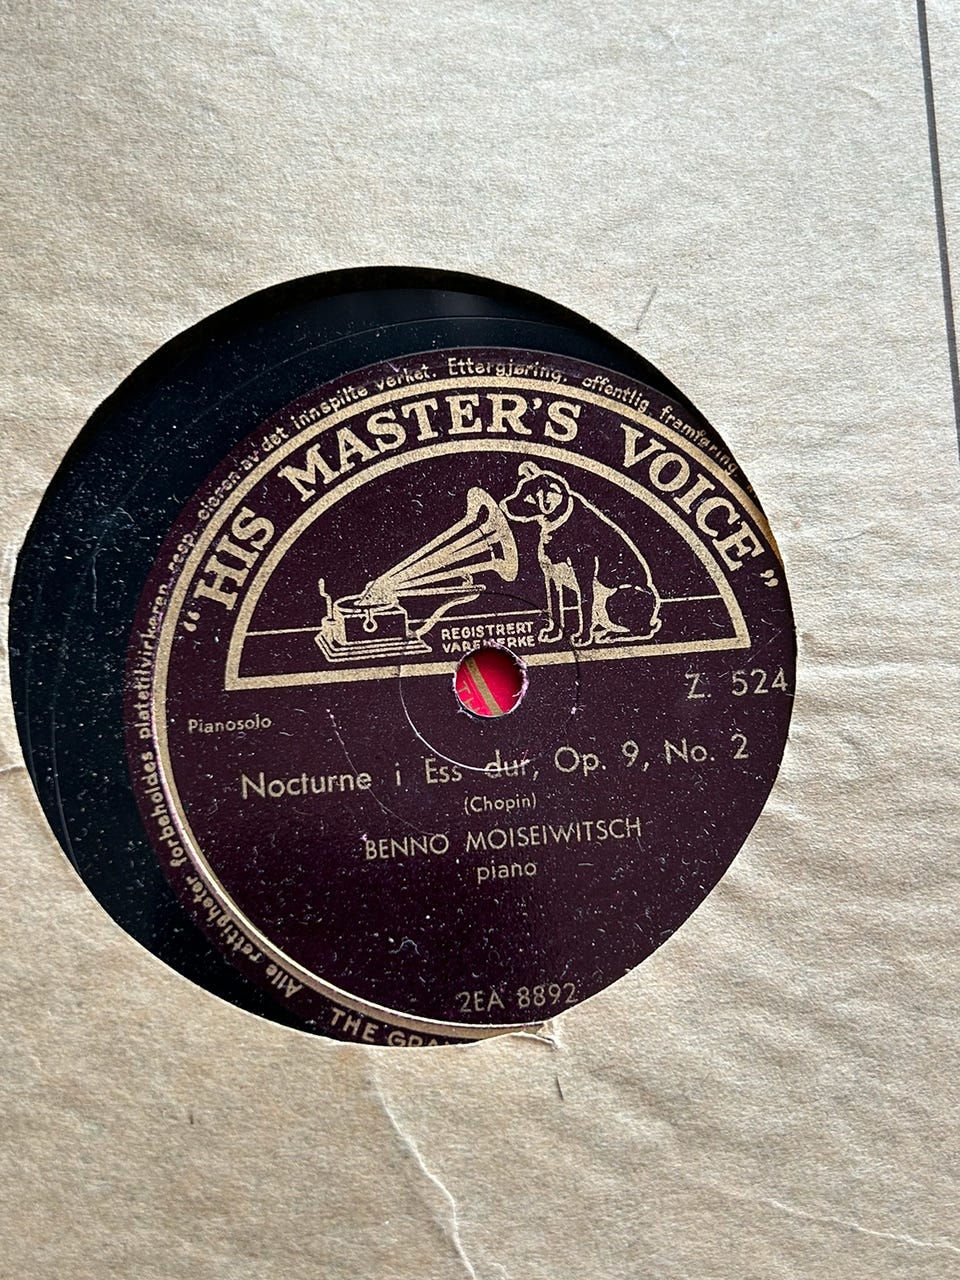 Alle rettigheter forbeholdes platetilvirkeren resp. eieren av det innspilte verket. Ettergjøring, offentlig framføring,
"HIS MASTER'S VOICE"
REGISTRERT
VAREMERKE
Z. 524
Pianosolo
Nocturne i Ess dur, Op. 9, No. 2
(Chopin)
BENNO MOISEIWITSCH
piano
2EA 8892
THE